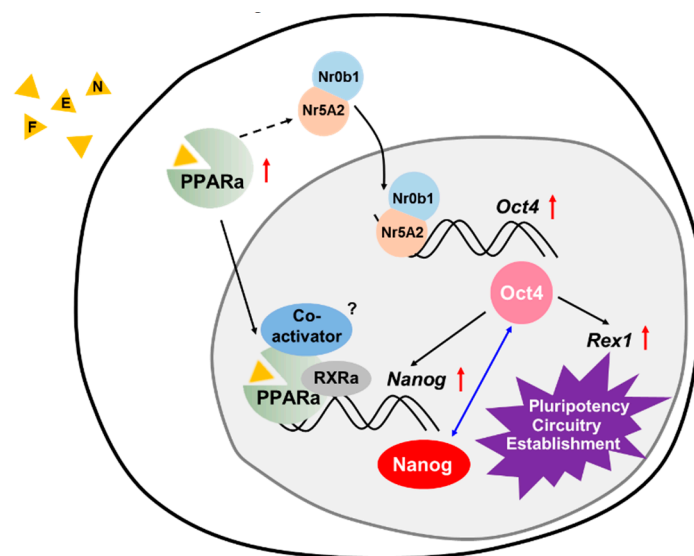 N
E
F
Nr0b1
Nr5A2
PPARa
Nr0b1
Nr5A2
Oct4
Oct4
Co-
activator
?
RXRa
PPARa
Nanog
Rex1
Nanog
Pluripotency
Circuitry
Establishment